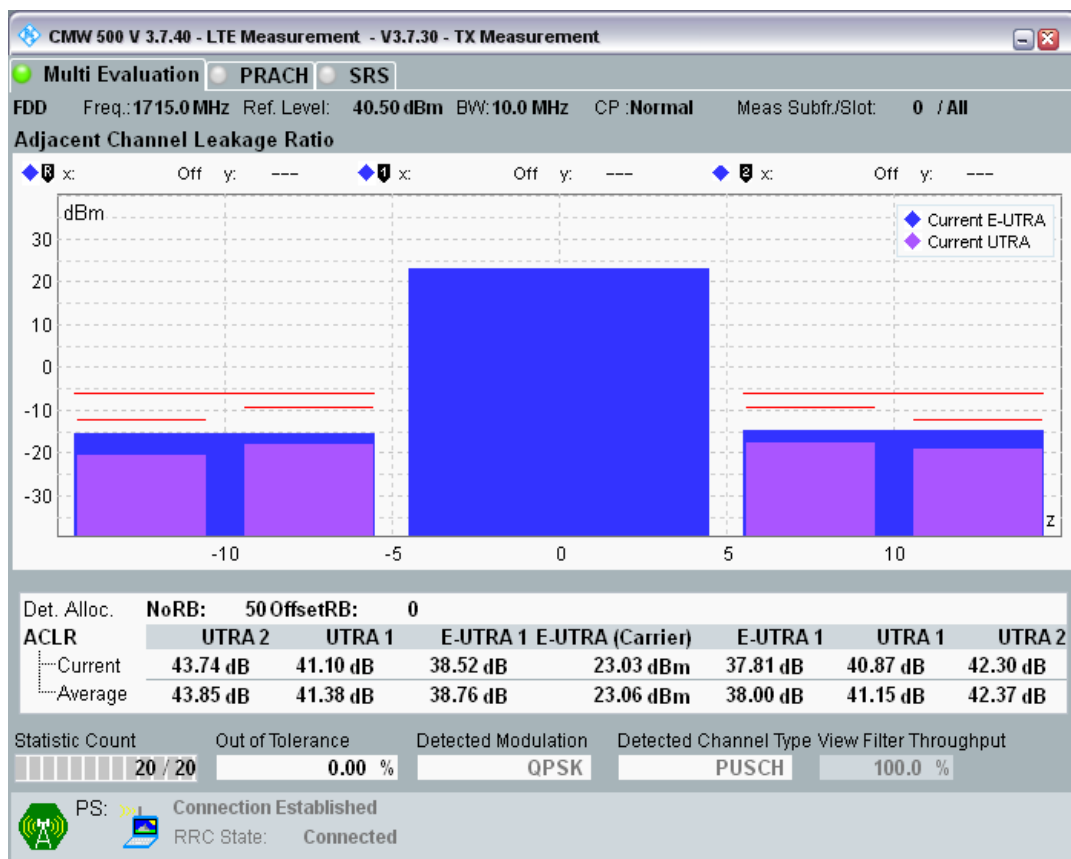 CMW 500 V 3.7.40 - LTE Measurement - V3.7.30 - TX Measurement
Multi Evaluation PRACH SRS
FDD Freq.:1715.0 MHz Ref. Level: 40.50 dBm BW:10.0 MHz CP :Normal Meas Subfr./Slot: 0 / All
Adjacent Channel Leakage Ratio
R x: Off y: --- 1 x: Off y: --- 2 x: Off y: ---
dBm
Current E-UTRA
Current UTRA
30
20
10
0
-10
-20
-30
z
-10 -5 0 5 10
Det. Alloc. NoRB: 50 OffsetRB: 0
ACLR UTRA 2 UTRA 1 E-UTRA 1 E-UTRA (Carrier) E-UTRA 1 UTRA 1 UTRA 2
Current 43.74 dB 41.10 dB 38.52 dB 23.03 dBm 37.81 dB 40.87 dB 42.30 dB
Average 43.85 dB 41.38 dB 38.76 dB 23.06 dBm 38.00 dB 41.15 dB 42.37 dB
Statistic Count Out of Tolerance Detected Modulation Detected Channel Type View Filter Throughput
20 / 20 0.00 % QPSK PUSCH 100.0 %
PS: Connection Established
RRC State: Connected